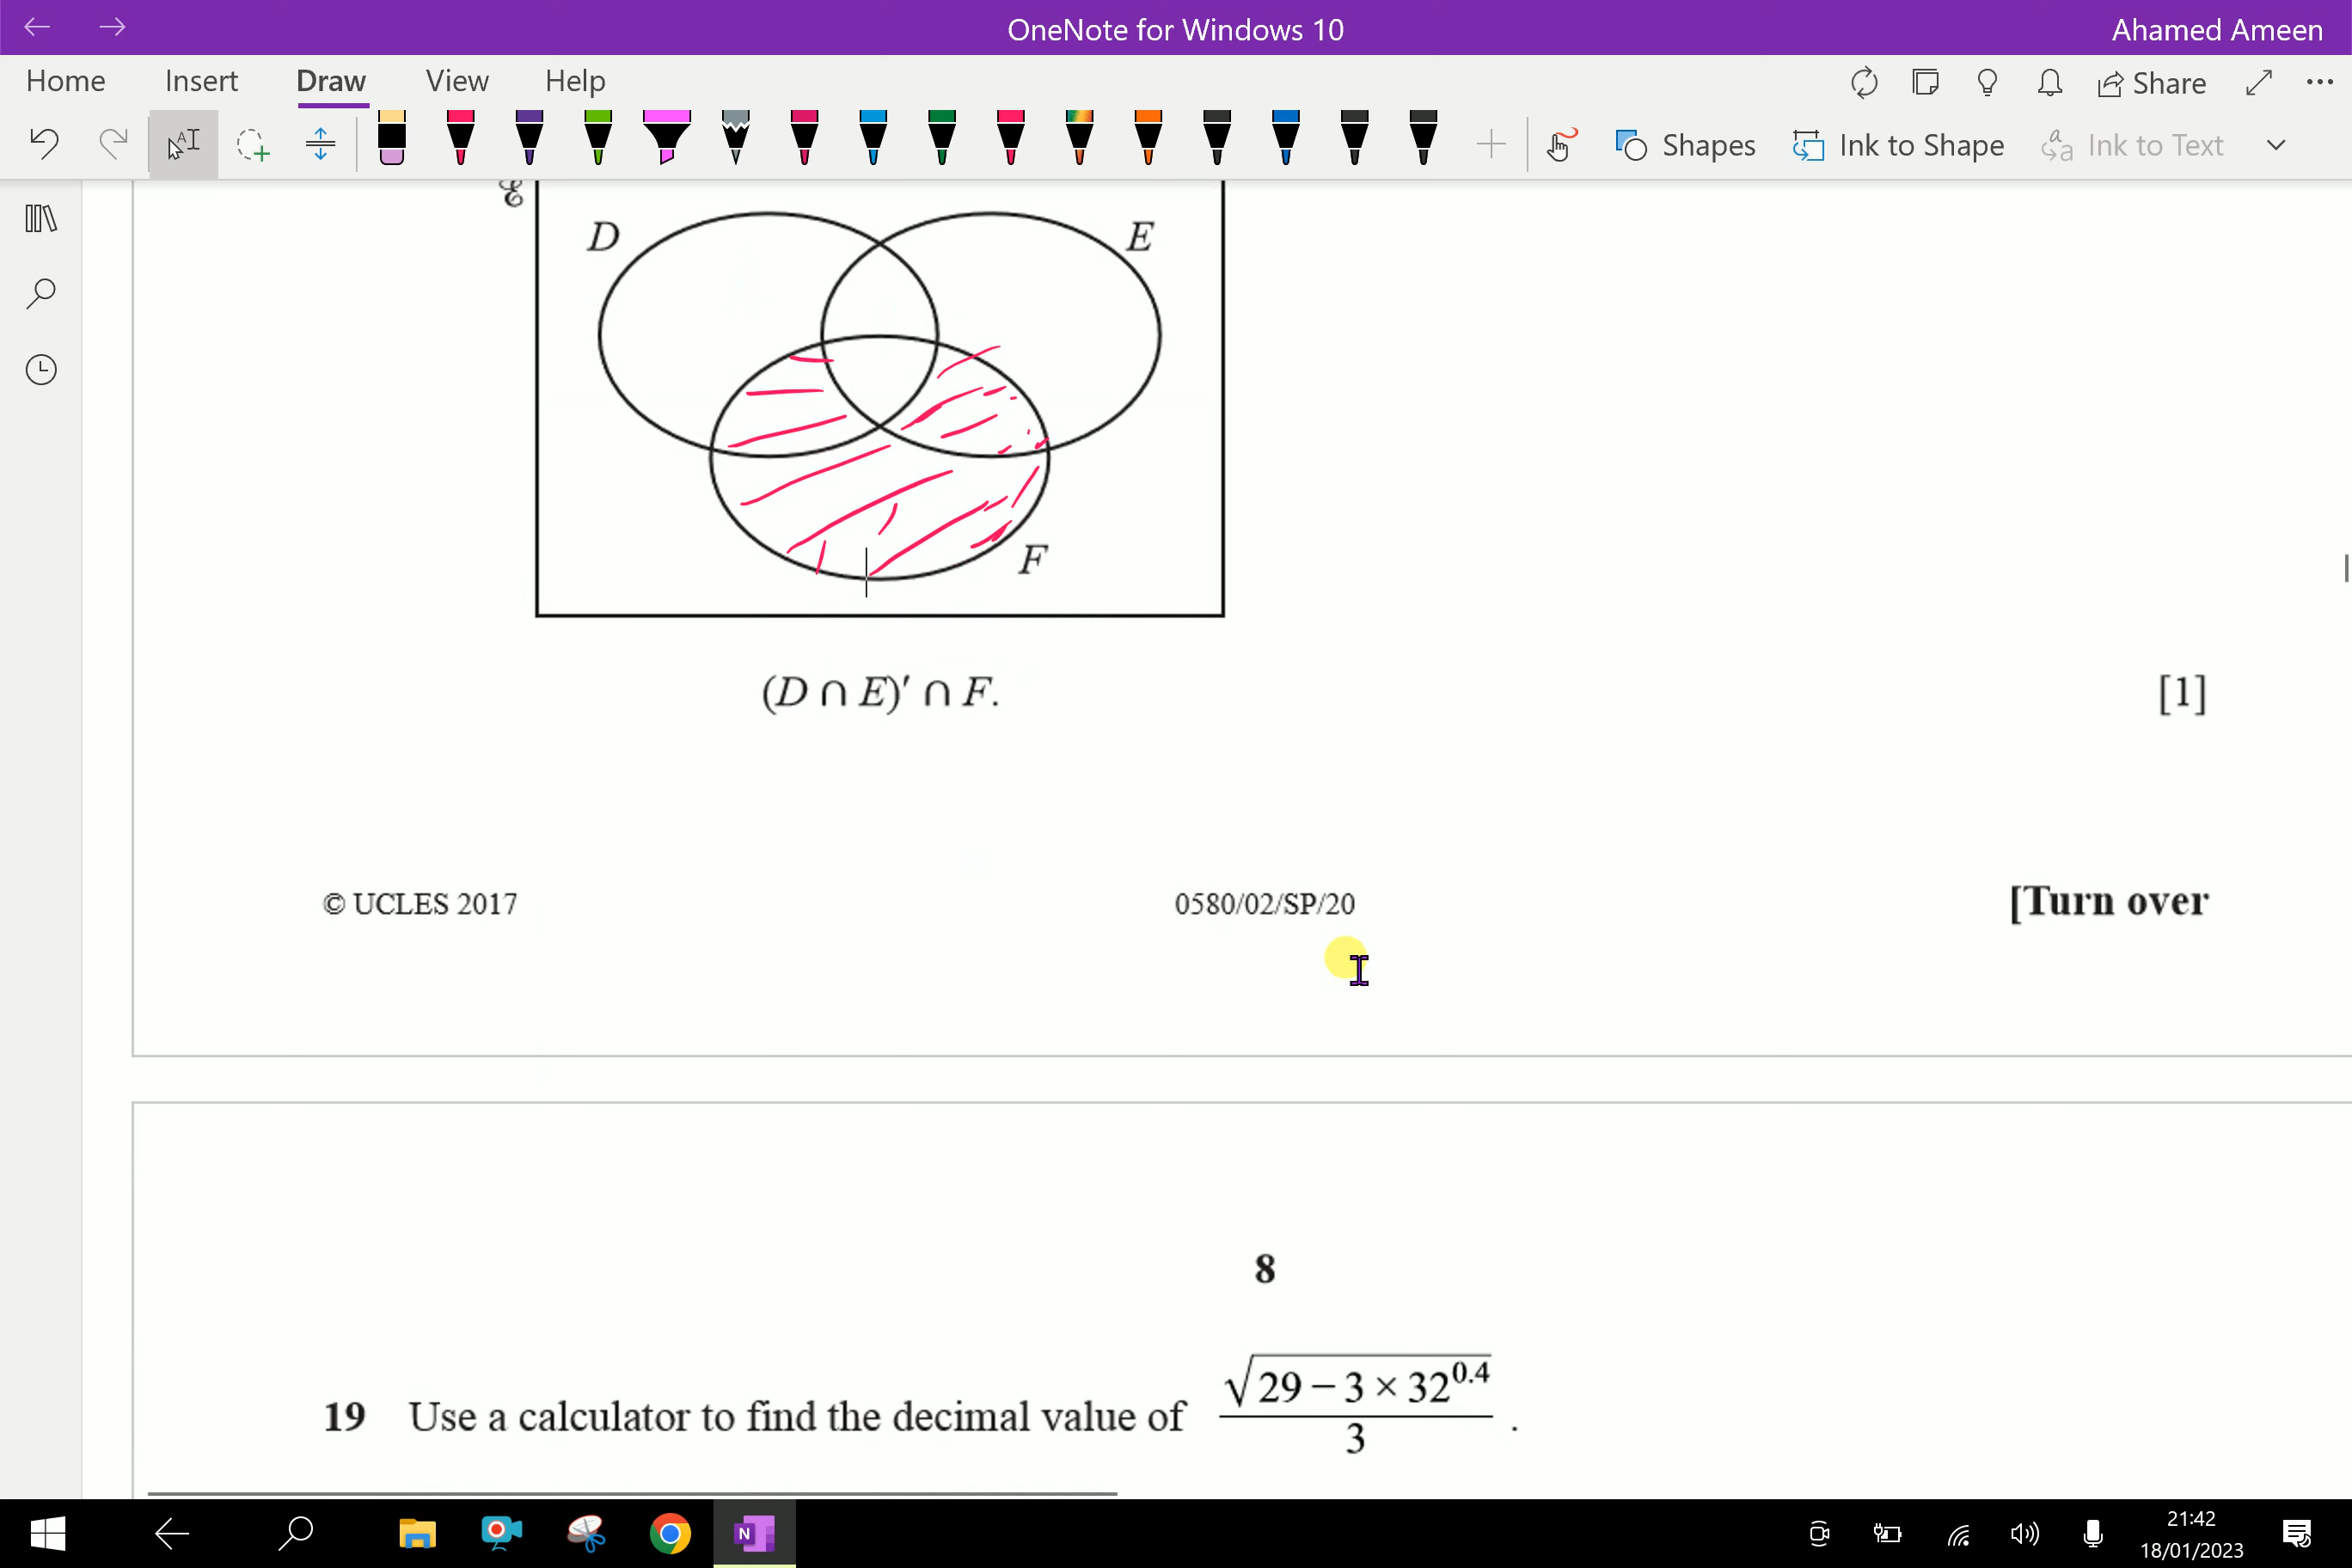 OneNote for Windows 10
Ahamed Ameen
Home Insert Draw View Help
Share
Shapes Ink to Shape Ink to Text
ℰ
D E
F
(D ∩ E)′ ∩ F.
[1]
© UCLES 2017 0580/02/SP/20 [Turn over
8
19 Use a calculator to find the decimal value of √(29 − 3 × 32^0.4) / 3 .
21:42
18/01/2023